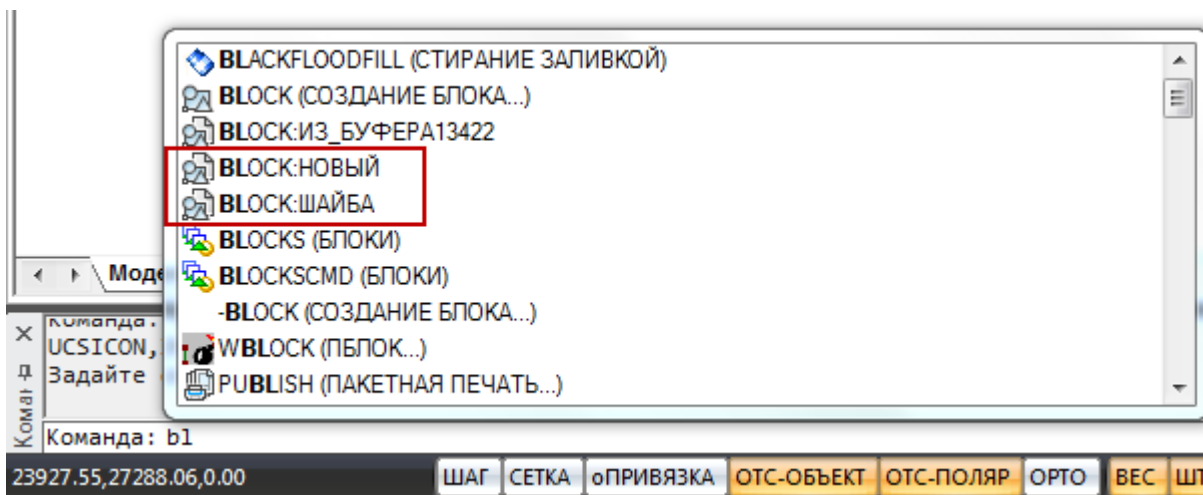 BLACKFLOODFILL (СТИРАНИЕ ЗАЛИВКОЙ)
BLOCK (СОЗДАНИЕ БЛОКА...)
BLOCK:ИЗ_БУФЕРА13422
BLOCK:НОВЫЙ
BLOCK:ШАЙБА
BLOCKS (БЛОКИ)
BLOCKSCMD (БЛОКИ)
-BLOCK (СОЗДАНИЕ БЛОКА...)
WBLOCK (ПБЛОК...)
PUBLISH (ПАКЕТНАЯ ПЕЧАТЬ...)
Моде
Команда:
UCSICON,
Задайте
Коман
Команда: bl
23927.55,27288.06,0.00 ШАГ СЕТКА оПРИВЯЗКА ОТС-ОБЪЕКТ ОТС-ПОЛЯР ОРТО ВЕС